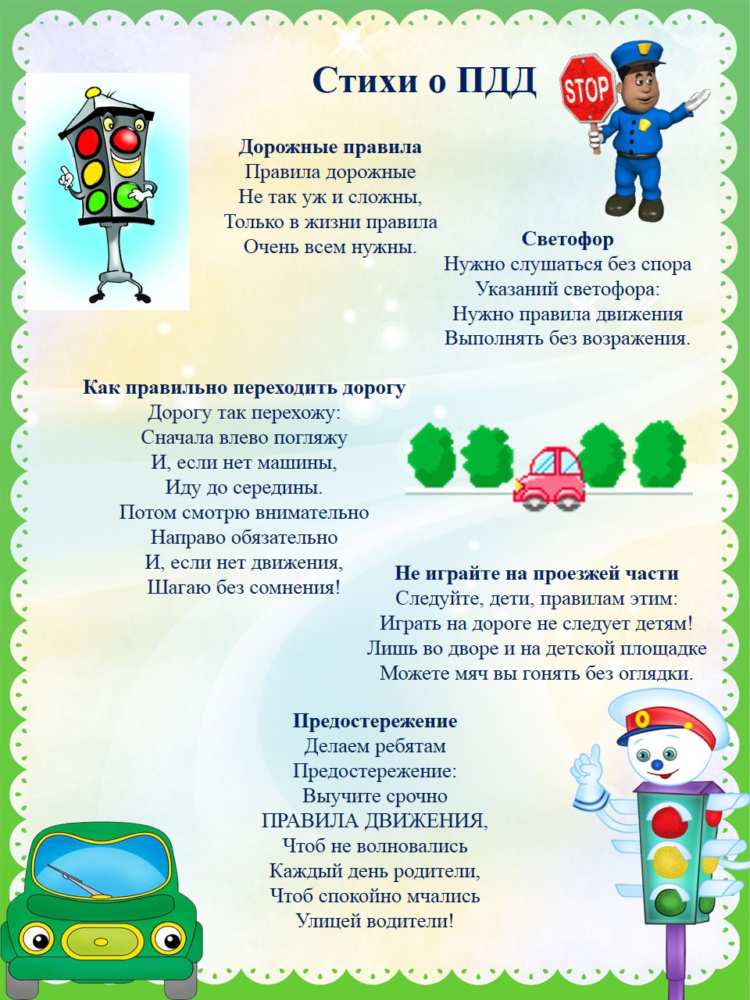 Стихи о ПДД
STOP
Дорожные правила
Правила дорожные
Не так уж и сложны,
Только в жизни правила
Очень всем нужны.
Светофор
Нужно слушаться без спора
Указаний светофора:
Нужно правила движения
Выполнять без возражения.
Как правильно переходить дорогу
Дорогу так перехожу:
Сначала влево погляжу
И, если нет машины,
Иду до середины.
Потом смотрю внимательно
Направо обязательно
И, если нет движения,
Шагаю без сомнения!
Не играйте на проезжей части
Следуйте, дети, правилам этим:
Играть на дороге не следует детям!
Лишь во дворе и на детской площадке
Можете мяч вы гонять без оглядки.
Предостережение
Делаем ребятам
Предостережение:
Выучите срочно
ПРАВИЛА ДВИЖЕНИЯ,
Чтоб не волновались
Каждый день родители,
Чтоб спокойно мчались
Улицей водители!